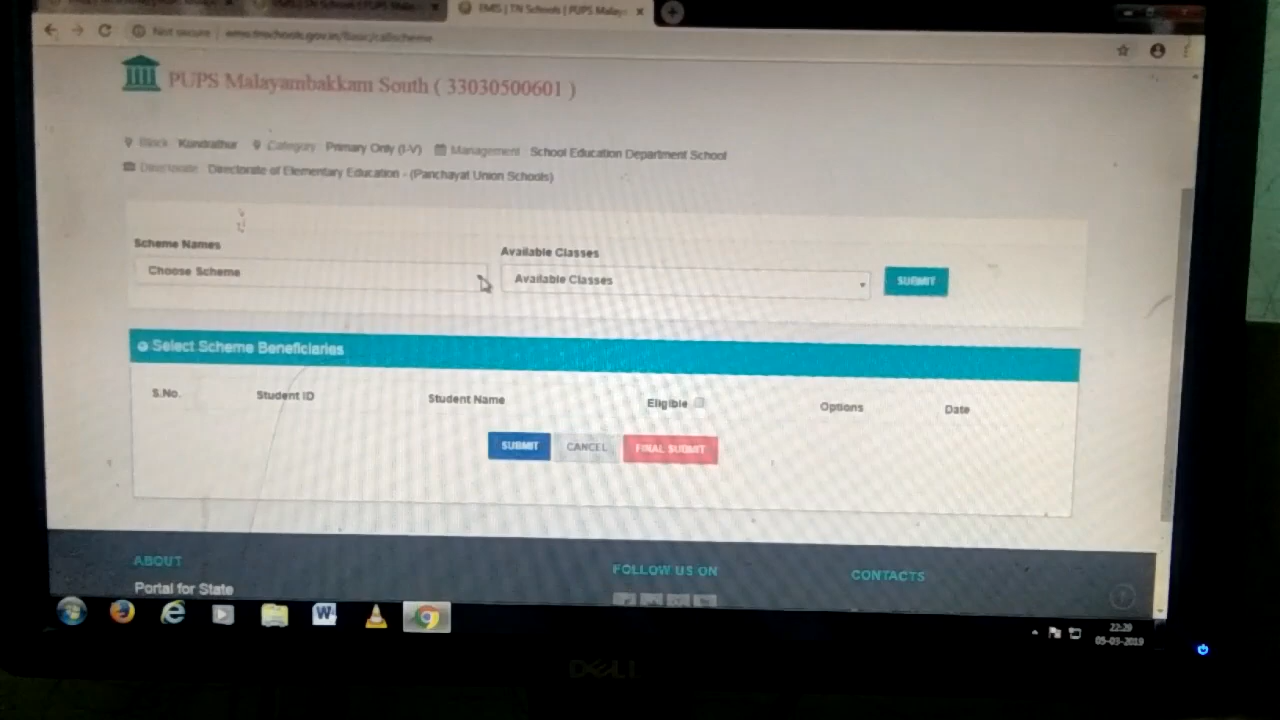 EMIS | TN Schools | PUPS Malay
Not secure | emis.tnschools.gov.in/Basic/callscheme
PUPS Malayambakkam South ( 33030500601 )
Block Kundrathur Category Primary Only (I-V) Management School Education Department School
Directorate Directorate of Elementary Education - (Panchayat Union Schools)
Scheme Names
Available Classes
Choose Scheme
Available Classes
SUBMIT
Select Scheme Beneficiaries
S.No. Student ID Student Name Eligible Options Date
SUBMIT CANCEL FINAL SUBMIT
ABOUT
FOLLOW US ON
CONTACTS
Portal for State
22:29
05-03-2019
DELL